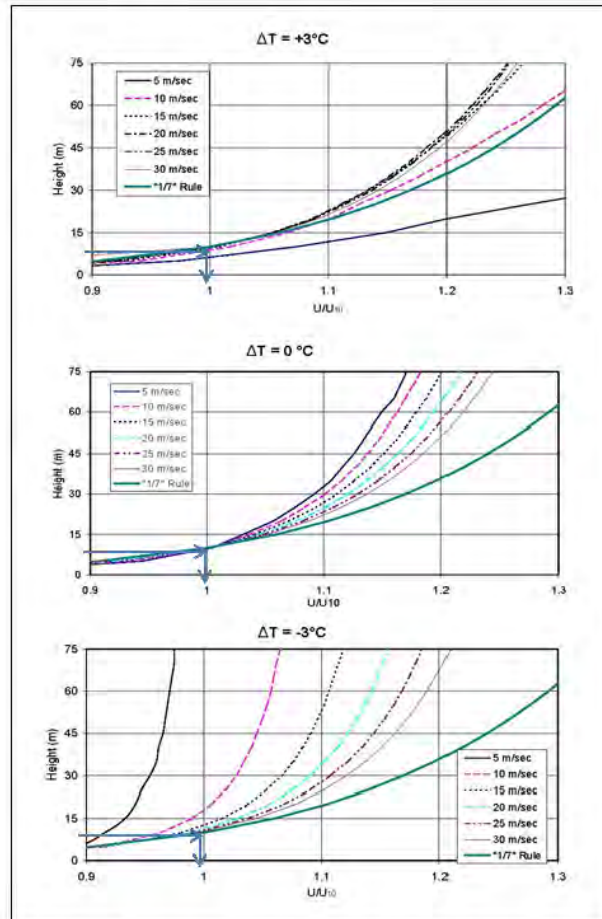 ΔT = +3°C
5 m/sec
10 m/sec
15 m/sec
20 m/sec
25 m/sec
30 m/sec
"1/7" Rule
Height (m)
75
60
45
30
15
0
0.9 1 1.1 1.2 1.3
U/U10
ΔT = 0 °C
5 m/sec
10 m/sec
15 m/sec
20 m/sec
25 m/sec
30 m/sec
"1/7" Rule
Height (m)
75
60
45
30
15
0
0.9 1 1.1 1.2 1.3
U/U10
ΔT = -3°C
5 m/sec
10 m/sec
15 m/sec
20 m/sec
25 m/sec
30 m/sec
"1/7" Rule
Height (m)
75
60
45
30
15
0
0.9 1 1.1 1.2 1.3
U/U10